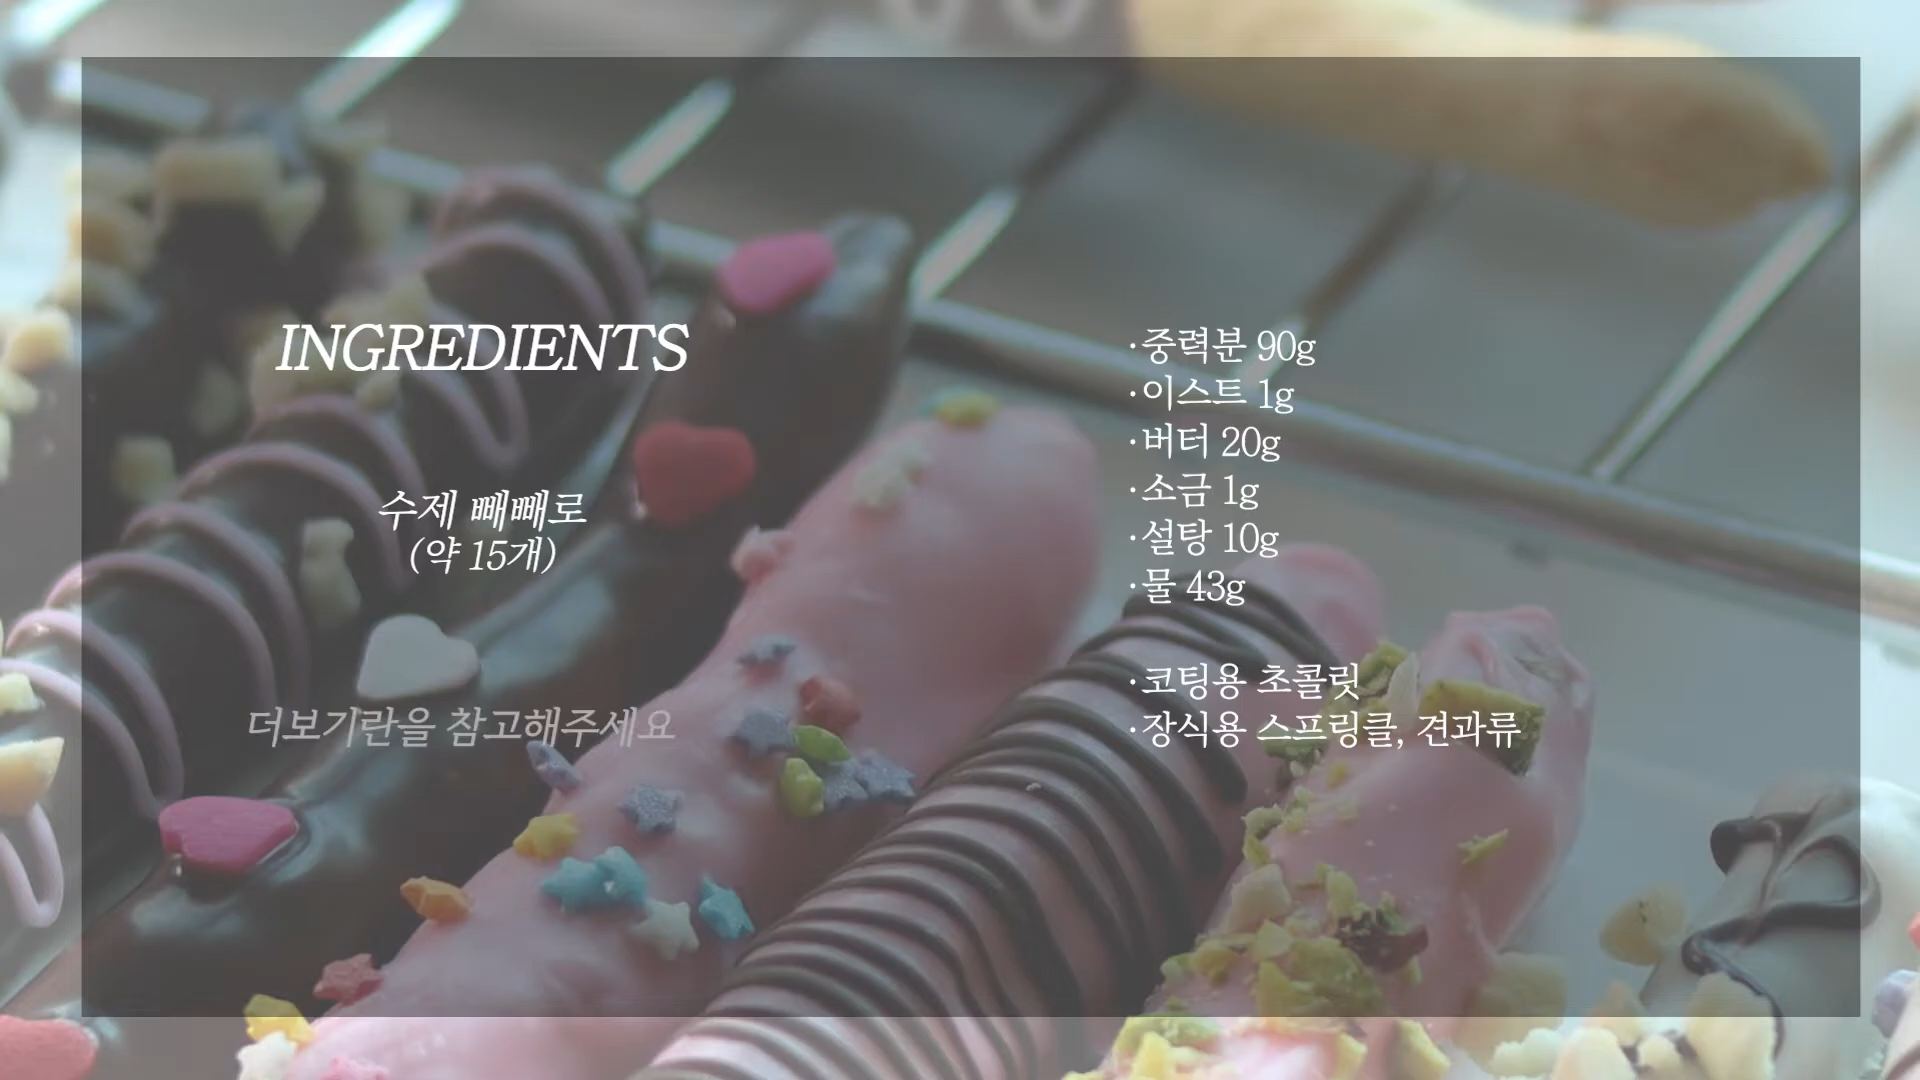 INGREDIENTS
수제 빼빼로
(약 15개)
더보기란을 참고해주세요
·중력분 90g
·이스트 1g
·버터 20g
·소금 1g
·설탕 10g
·물 43g
·코팅용 초콜릿
·장식용 스프링클, 견과류